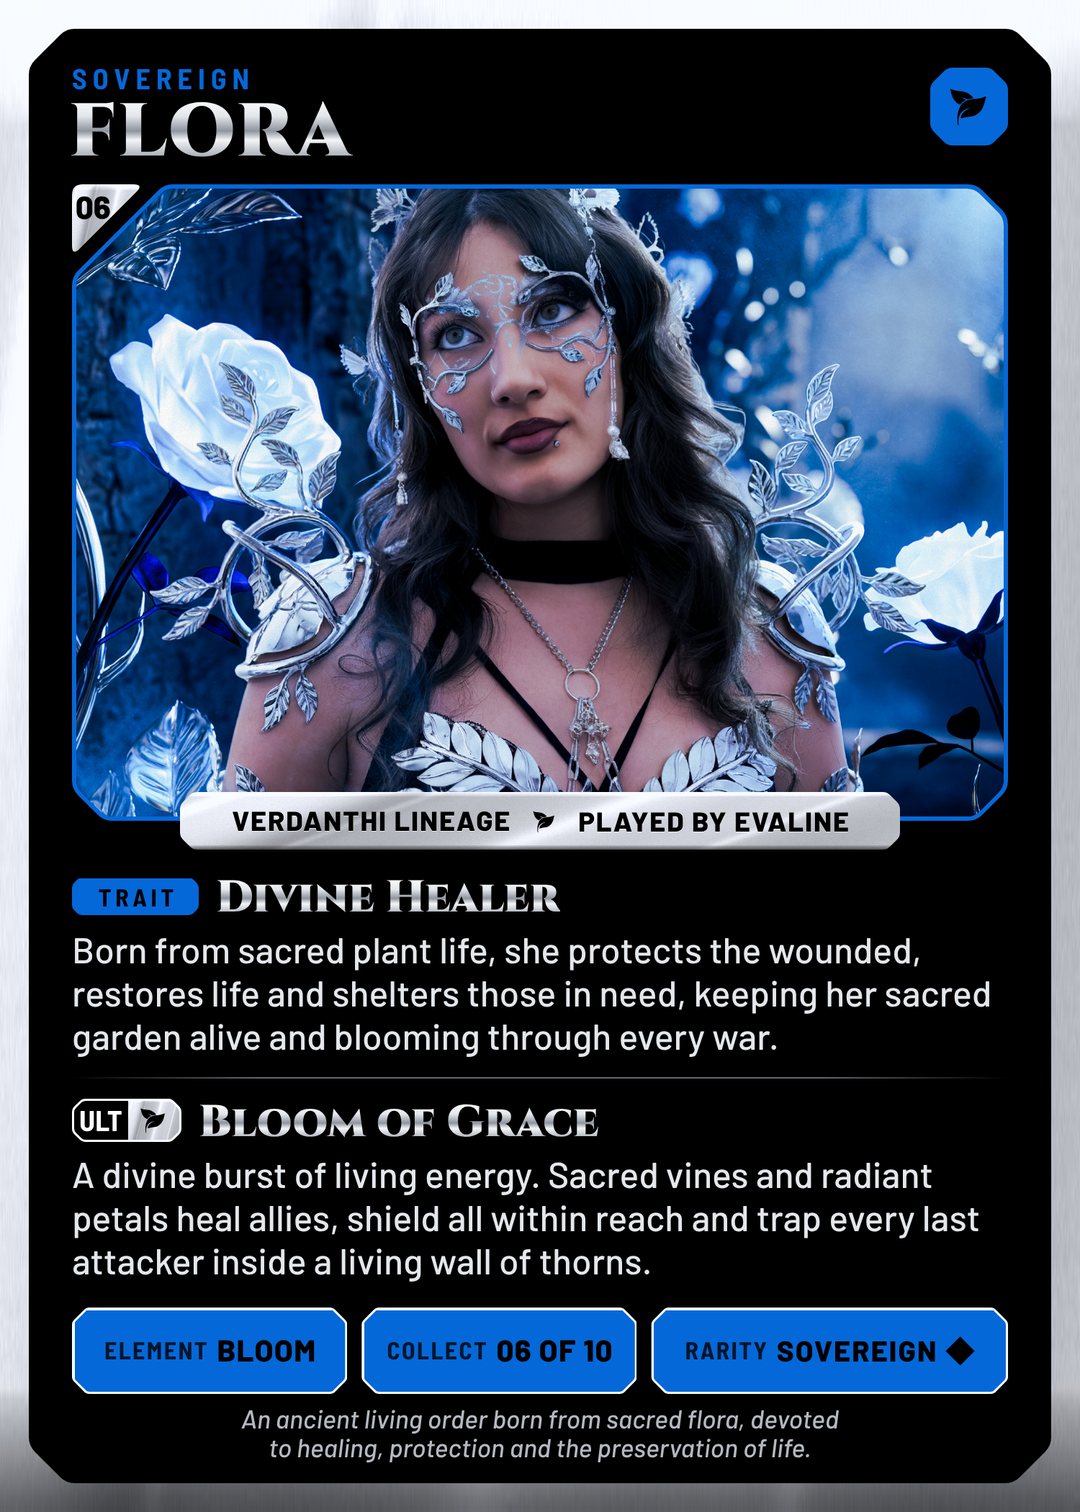 SOVEREIGN
FLORA
06
VERDANTHI LINEAGE PLAYED BY EVALINE
TRAIT DIVINE HEALER
Born from sacred plant life, she protects the wounded,
restores life and shelters those in need, keeping her sacred
garden alive and blooming through every war.
ULT BLOOM OF GRACE
A divine burst of living energy. Sacred vines and radiant
petals heal allies, shield all within reach and trap every last
attacker inside a living wall of thorns.
ELEMENT BLOOM COLLECT 06 OF 10 RARITY SOVEREIGN
An ancient living order born from sacred flora, devoted
to healing, protection and the preservation of life.